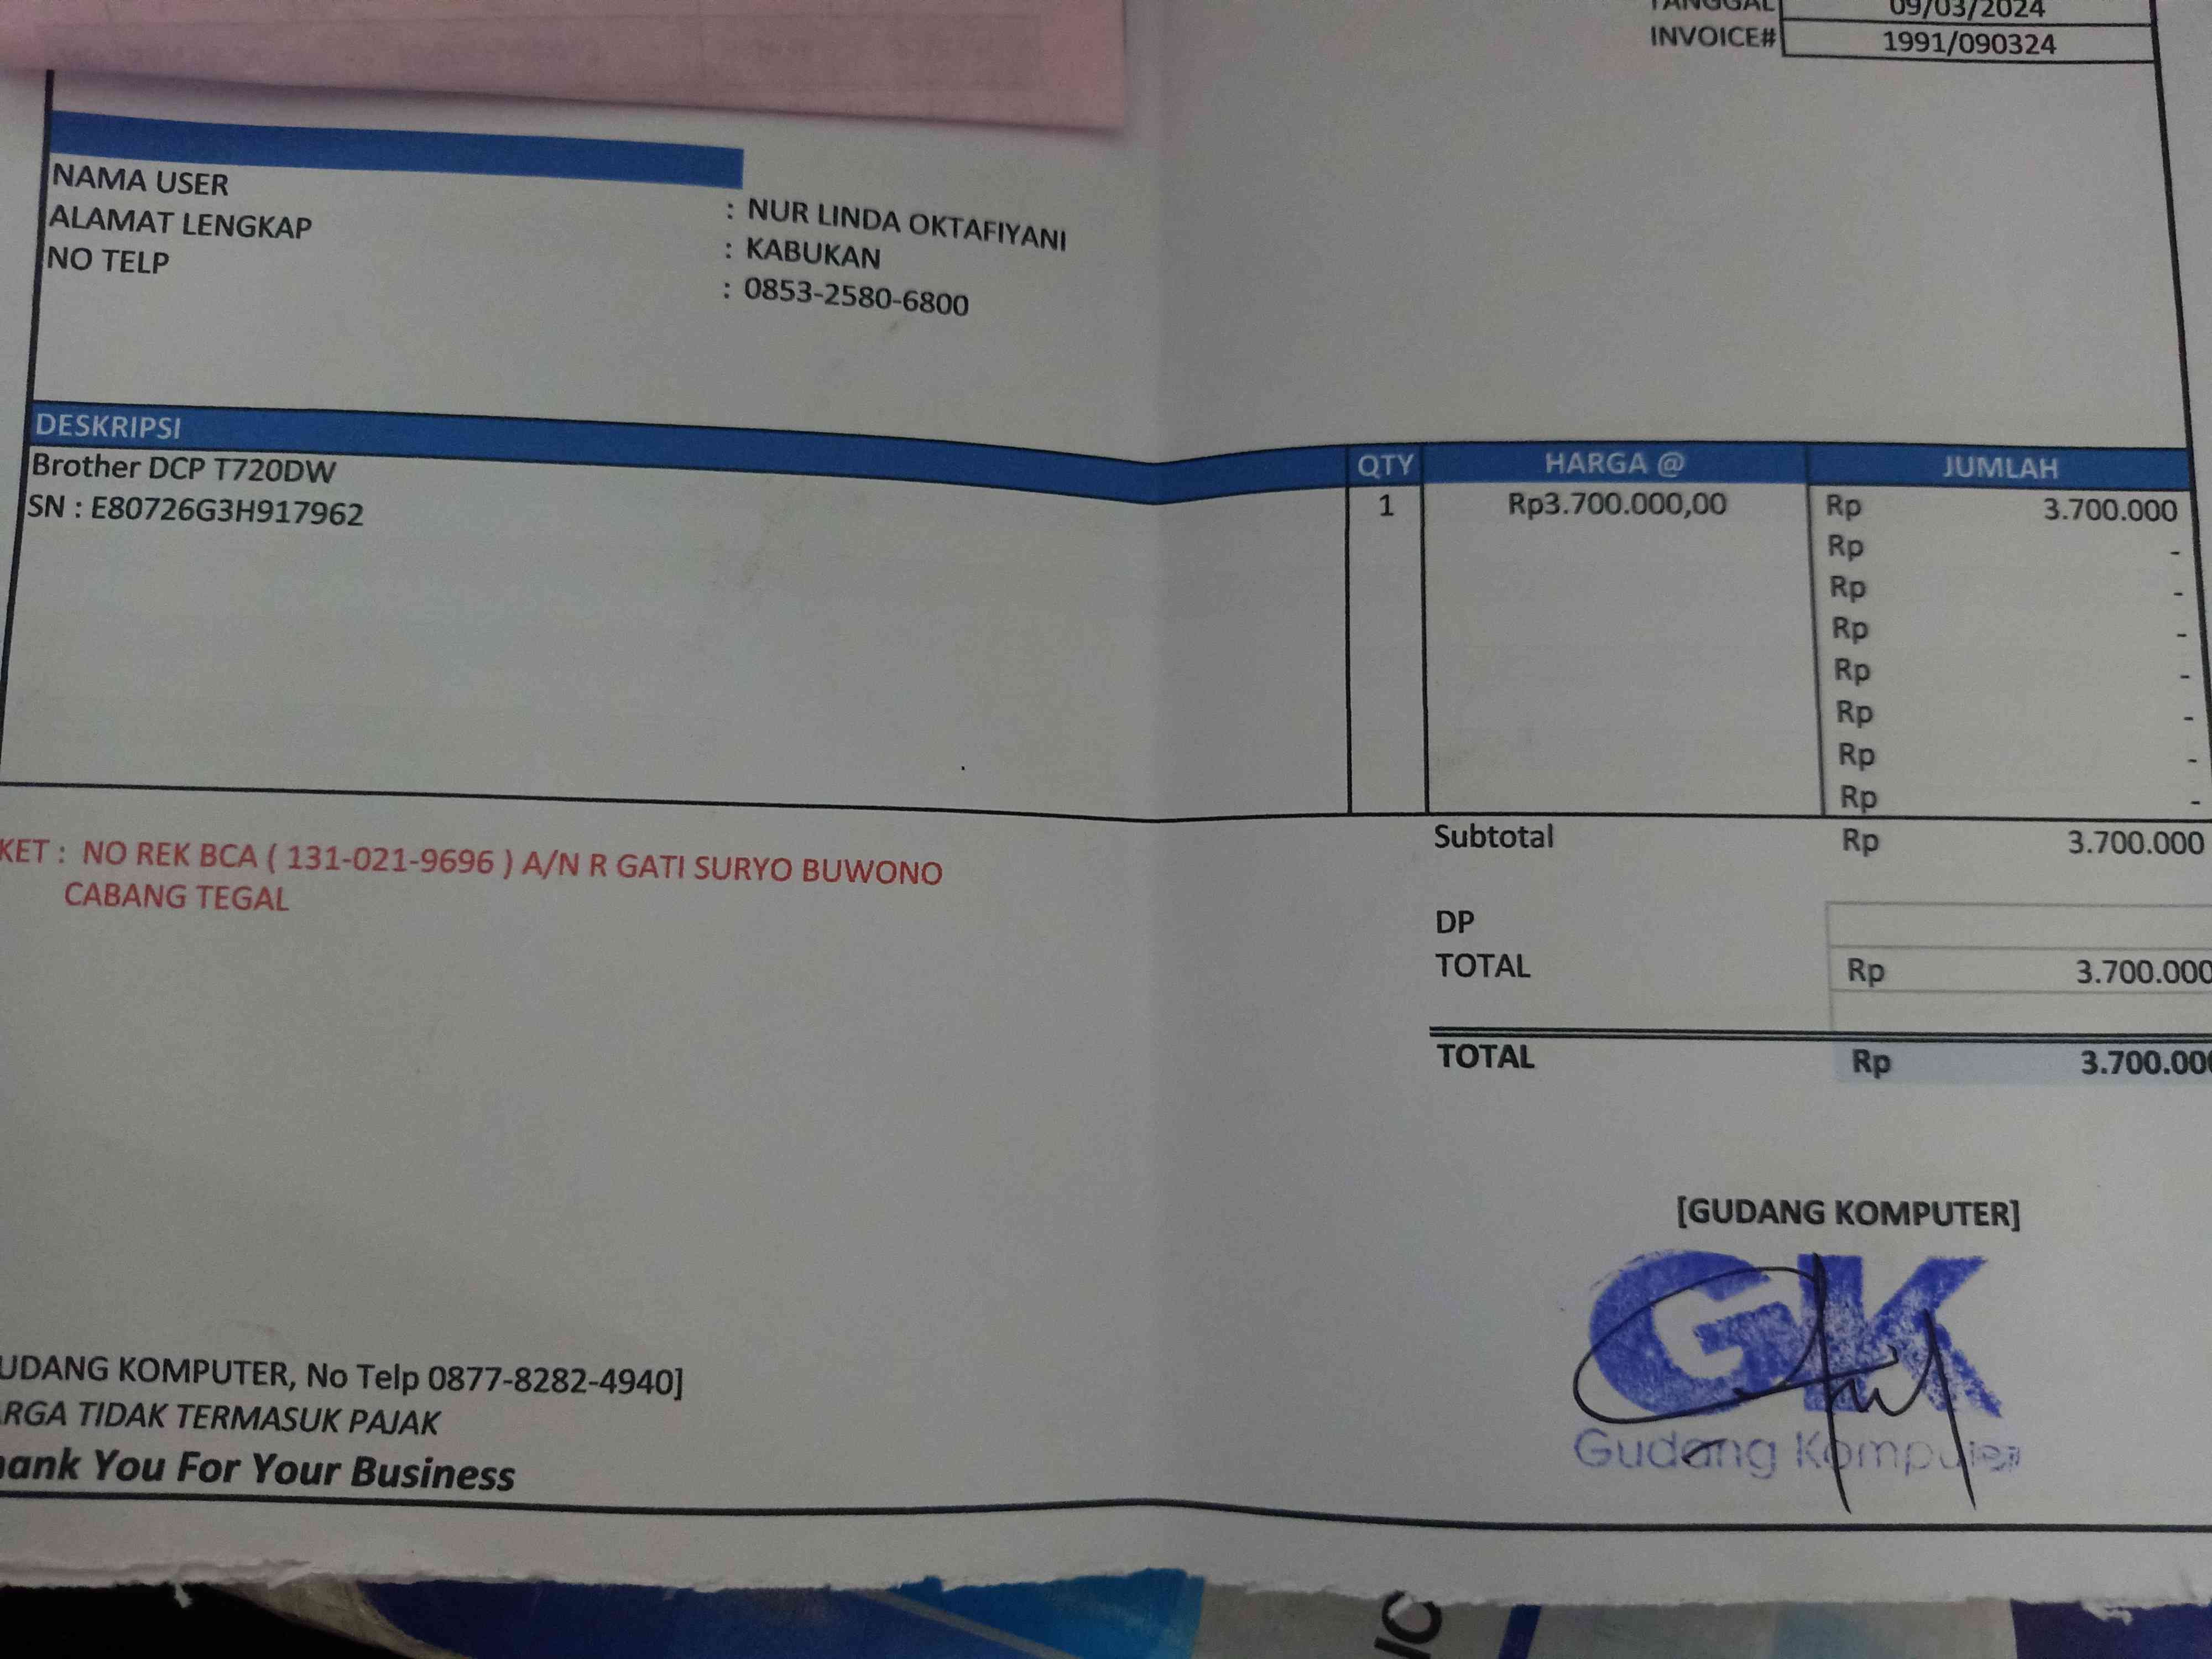 TANGGAL 09/03/2024
INVOICE# 1991/090324
NAMA USER : NUR LINDA OKTAFIYANI
ALAMAT LENGKAP : KABUKAN
NO TELP : 0853-2580-6800
DESKRIPSI QTY HARGA @ JUMLAH
Brother DCP T720DW 1 Rp3.700.000,00 Rp 3.700.000
SN : E80726G3H917962 Rp -
Rp -
Rp -
Rp -
Rp -
Rp -
Rp -
Subtotal Rp 3.700.000
KET : NO REK BCA ( 131-021-9696 ) A/N R GATI SURYO BUWONO
CABANG TEGAL
DP
TOTAL Rp 3.700.000
TOTAL Rp 3.700.00
[GUDANG KOMPUTER]
GK
Gudang Komputer
UDANG KOMPUTER, No Telp 0877-8282-4940]
ARGA TIDAK TERMASUK PAJAK
ank You For Your Business